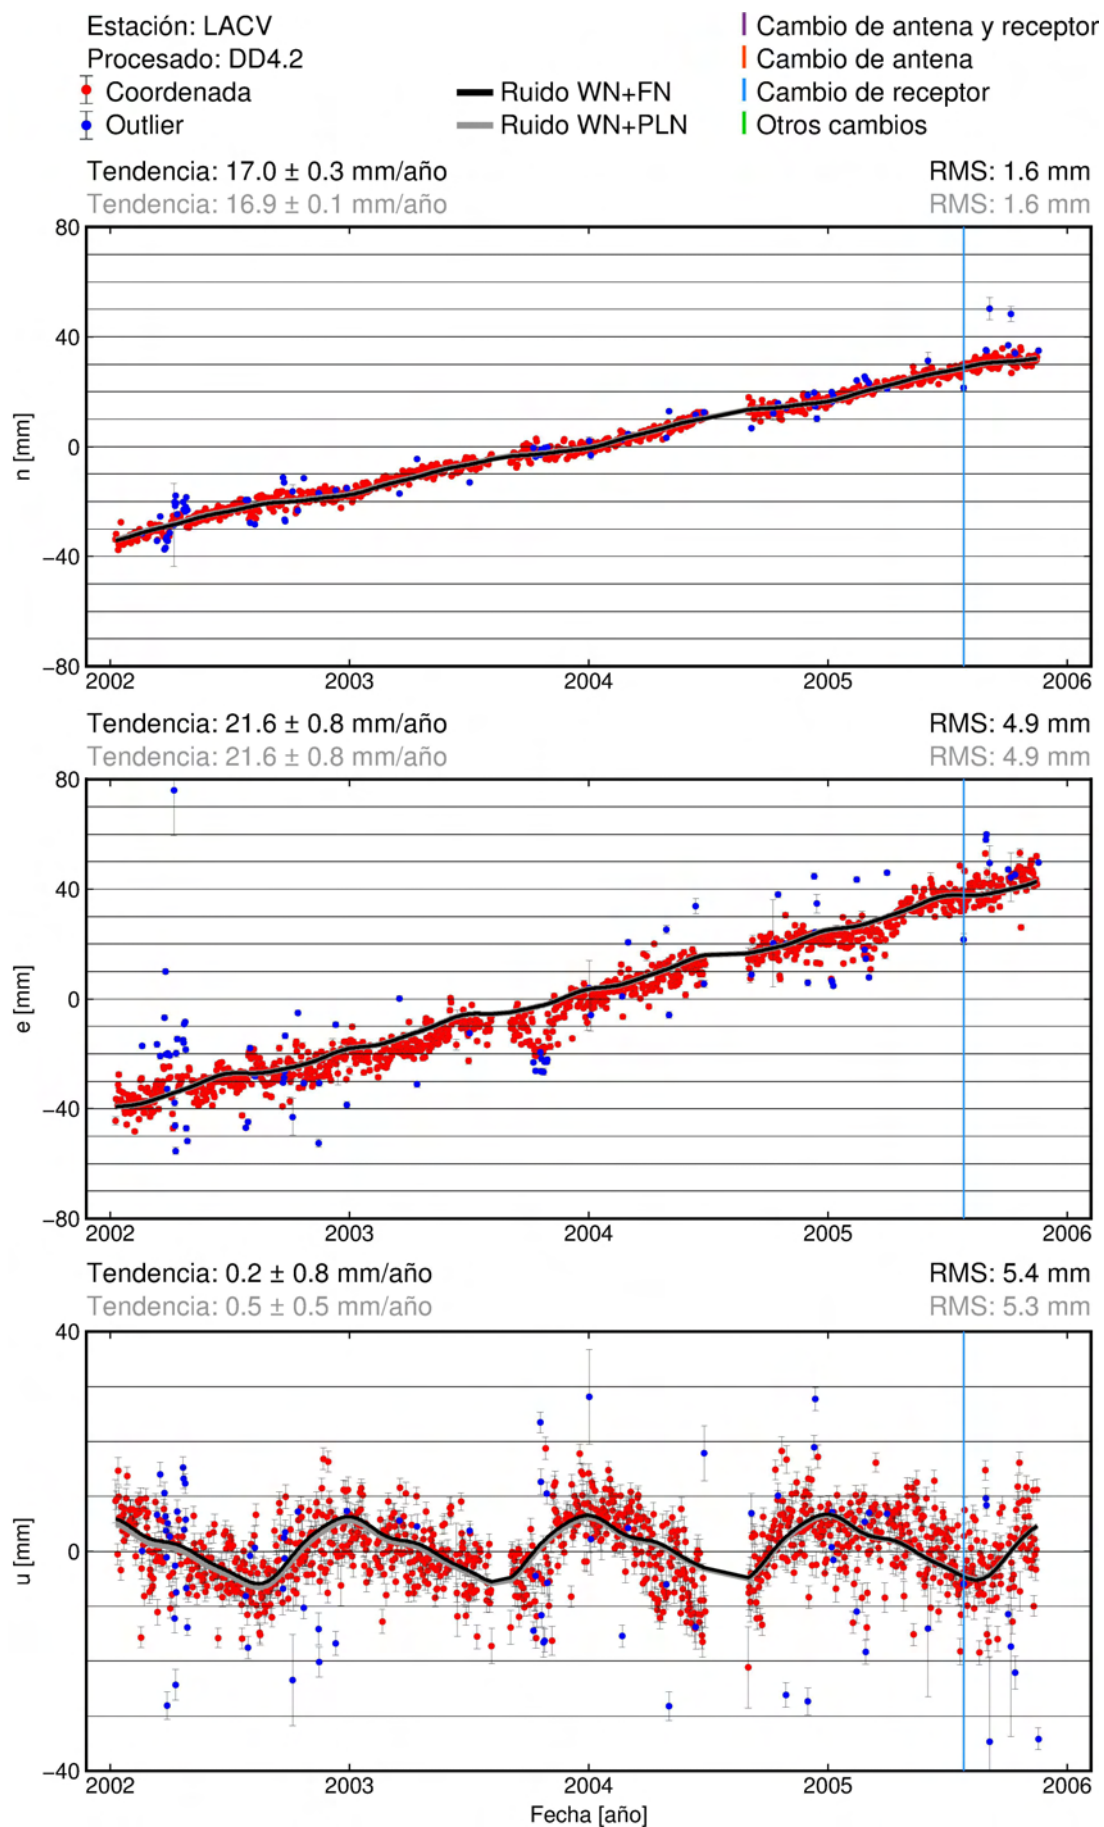 Estación: LACV
Procesado: DD4.2
Coordenada
Outlier
Ruido WN+FN
Ruido WN+PLN
Cambio de antena y receptor
Cambio de antena
Cambio de receptor
Otros cambios
Tendencia: 17.0 ± 0.3 mm/año RMS: 1.6 mm
Tendencia: 16.9 ± 0.1 mm/año RMS: 1.6 mm
80
40
0
−40
−80
n [mm]
2002 2003 2004 2005 2006
Tendencia: 21.6 ± 0.8 mm/año RMS: 4.9 mm
Tendencia: 21.6 ± 0.8 mm/año RMS: 4.9 mm
80
40
0
−40
−80
e [mm]
2002 2003 2004 2005 2006
Tendencia: 0.2 ± 0.8 mm/año RMS: 5.4 mm
Tendencia: 0.5 ± 0.5 mm/año RMS: 5.3 mm
40
0
−40
u [mm]
2002 2003 2004 2005 2006
Fecha [año]